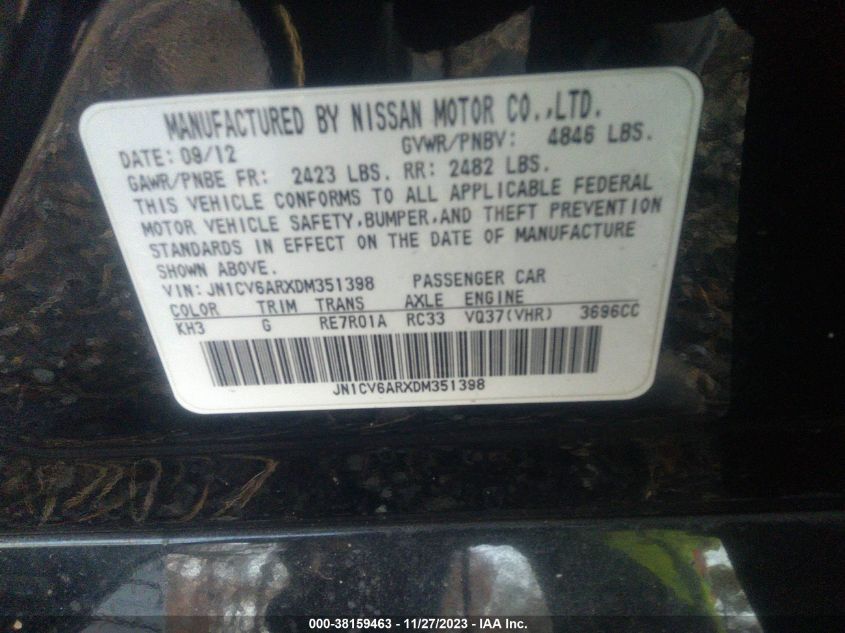 MANUFACTURED BY NISSAN MOTOR CO.,LTD.
DATE: 09/12 GVWR/PNBV: 4846 LBS.
GAWR/PNBE FR: 2423 LBS. RR: 2482 LBS.
THIS VEHICLE CONFORMS TO ALL APPLICABLE FEDERAL
MOTOR VEHICLE SAFETY,BUMPER,AND THEFT PREVENTION
STANDARDS IN EFFECT ON THE DATE OF MANUFACTURE
SHOWN ABOVE.
VIN: JN1CV6ARXDM351398 PASSENGER CAR
COLOR TRIM TRANS AXLE ENGINE
KH3 G RE7R01A RC33 VQ37(VHR) 3696CC
JN1CV6ARXDM351398
000-38159463 - 11/27/2023 - IAA Inc.